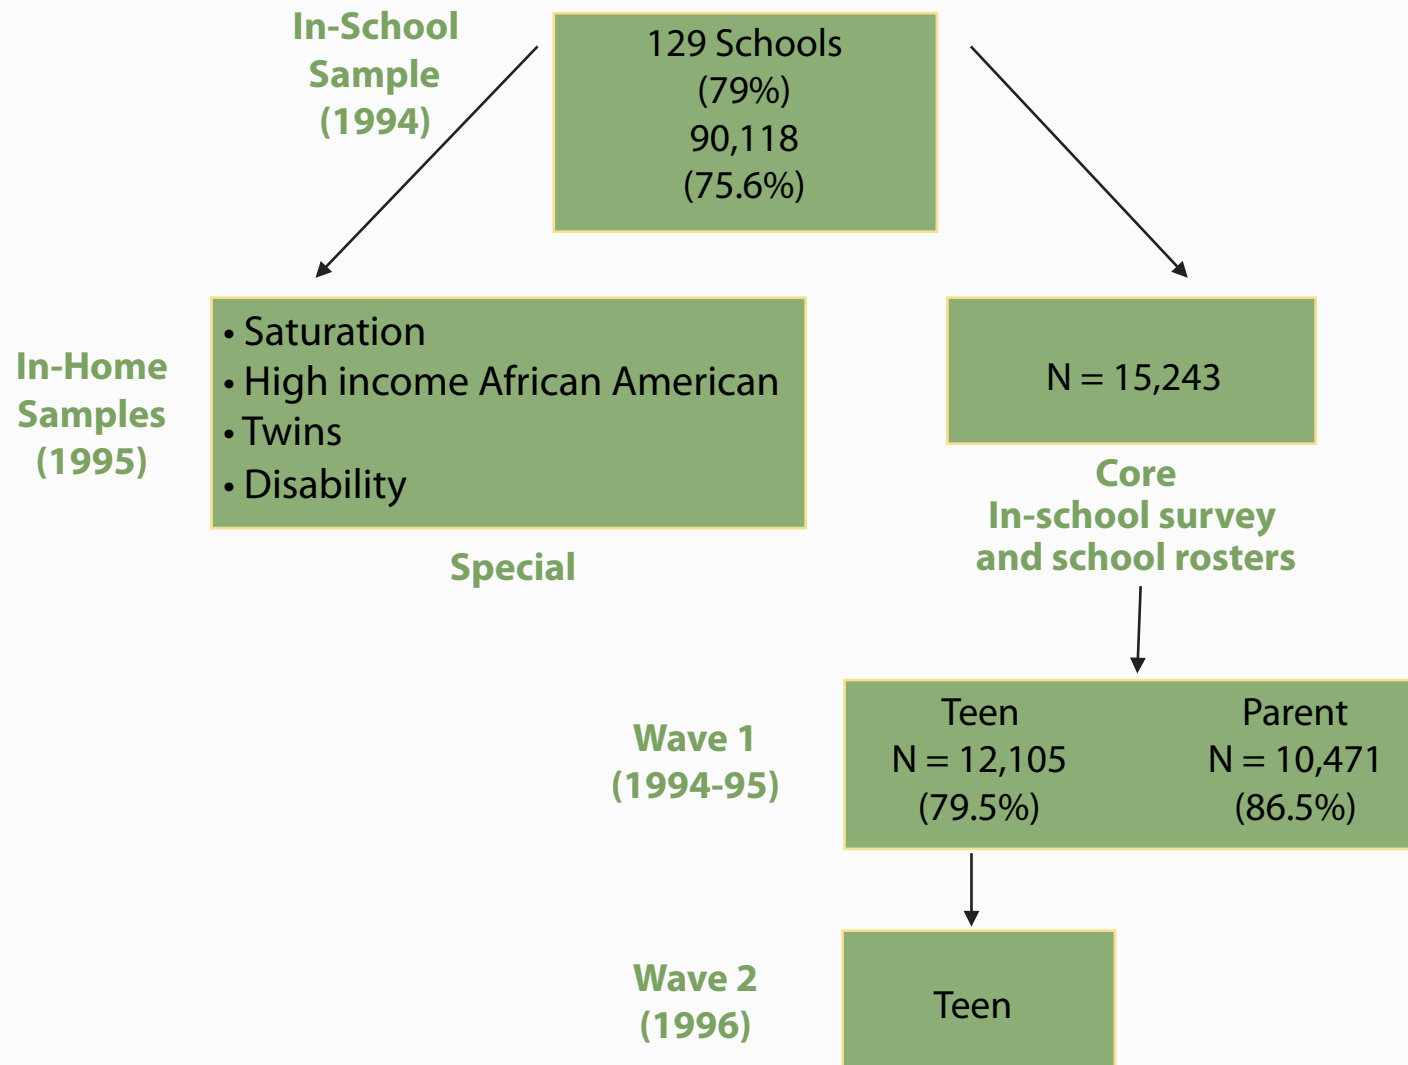 In-School
Sample
(1994)
129 Schools
(79%)
90,118
(75.6%)
In-Home
Samples
(1995)
• Saturation
• High income African American
• Twins
• Disability
Special
N = 15,243
Core
In-school survey
and school rosters
Wave 1
(1994-95)
Teen
N = 12,105
(79.5%)
Parent
N = 10,471
(86.5%)
Wave 2
(1996)
Teen